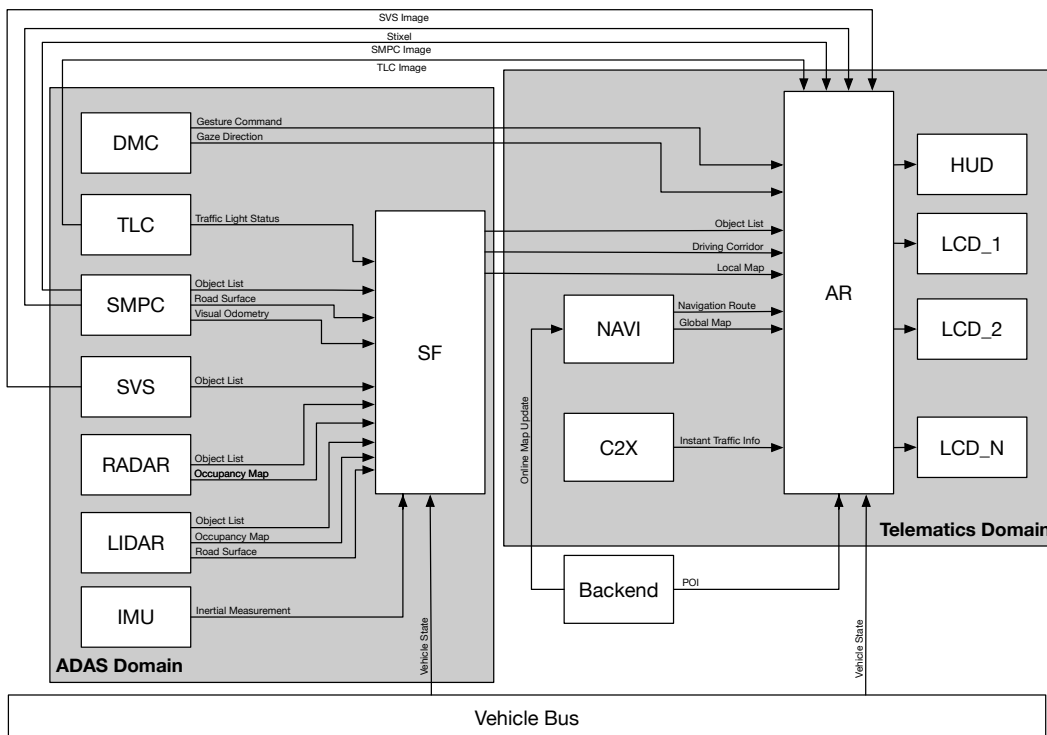 SVS Image
Stixel
SMPC Image
TLC Image
DMC
Gesture Command
Gaze Direction
TLC
Traffic Light Status
SMPC
Object List
Road Surface
Visual Odometry
SVS
Object List
RADAR
Object List
Occupancy Map
LIDAR
Object List
Occupancy Map
Road Surface
IMU
Inertial Measurement
SF
Vehicle State
ADAS Domain
Object List
Driving Corridor
Local Map
NAVI
Navigation Route
Global Map
Online Map Update
C2X
Instant Traffic Info
AR
HUD
LCD_1
LCD_2
LCD_N
Telematics Domain
Backend
POI
Vehicle State
Vehicle Bus